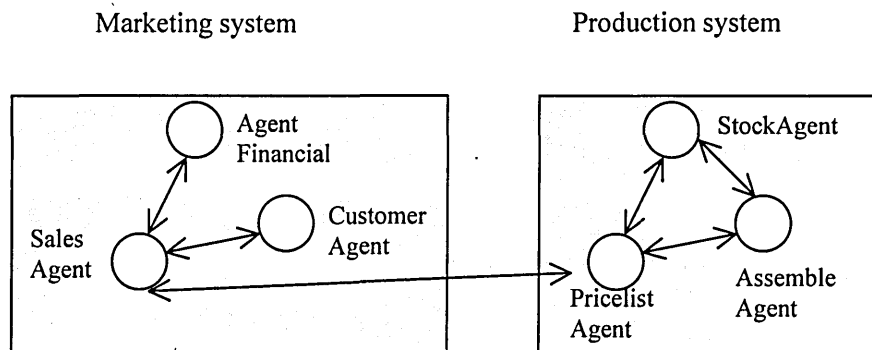 Marketing system
Production system
Agent
Financial
StockAgent
Customer
Agent
Sales
Agent
Pricelist
Agent
Assemble
Agent